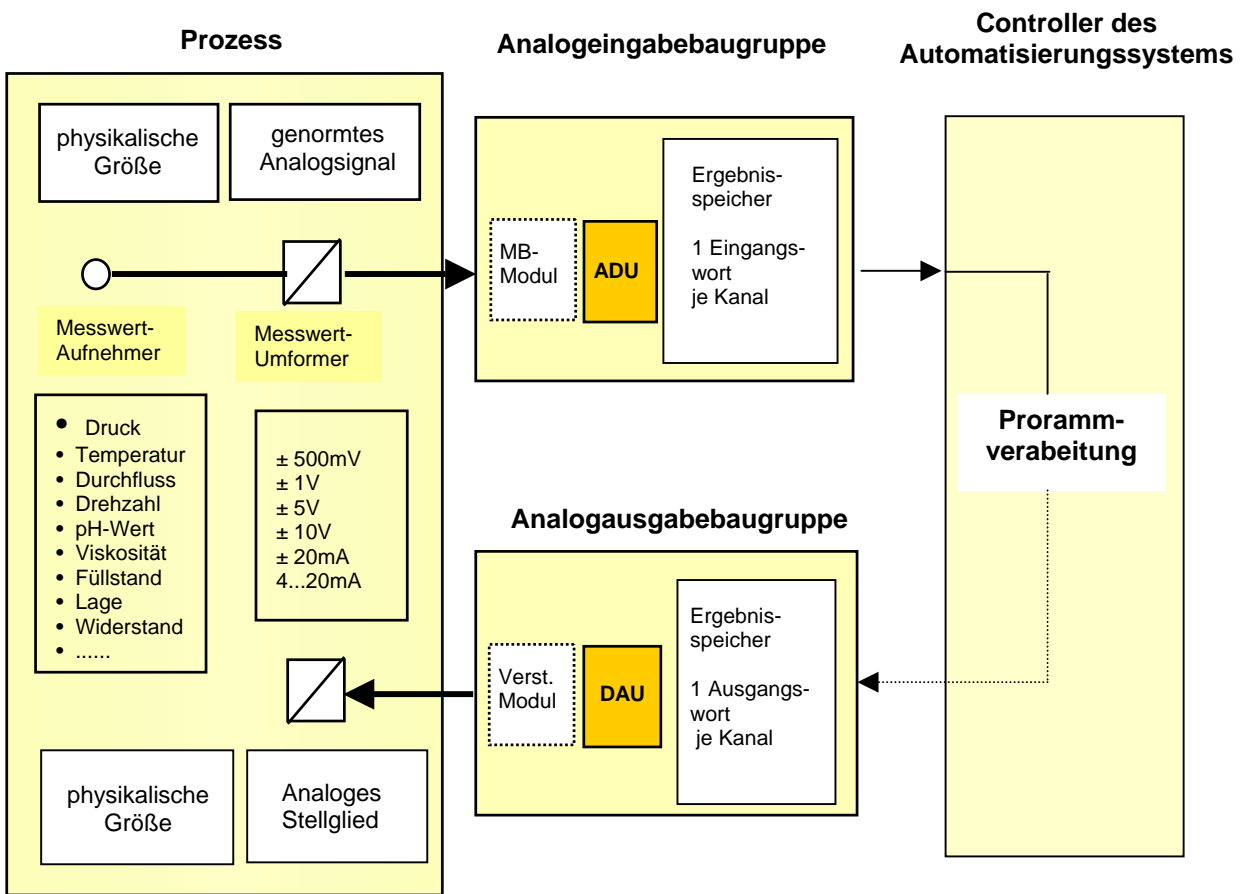 Prozess
Analogeingabebaugruppe
Controller des
Automatisierungssystems
physikalische
Größe
genormtes
Analogsignal
Messwert-
Aufnehmer
Messwert-
Umformer
• Druck
• Temperatur
• Durchfluss
• Drehzahl
• pH-Wert
• Viskosität
• Füllstand
• Lage
• Widerstand
• ......
± 500mV
± 1V
± 5V
± 10V
± 20mA
4...20mA
physikalische
Größe
Analoges
Stellglied
MB-
Modul
ADU
Ergebnis-
speicher
1 Eingangs-
wort
je Kanal
Analogausgabebaugruppe
Verst.
Modul
DAU
Ergebnis-
speicher
1 Ausgangs-
wort
je Kanal
Proramm-
verabeitung